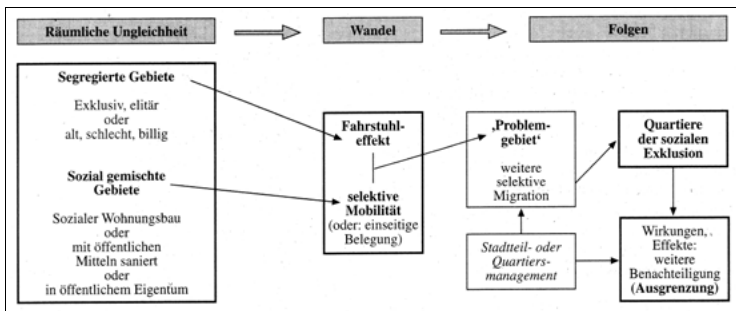 Räumliche Ungleichheit
Wandel
Folgen
Segregierte Gebiete
Exklusiv, elitär
oder
alt, schlecht, billig
Sozial gemischte
Gebiete
Sozialer Wohnungsbau
oder
mit öffentlichen
Mitteln saniert
oder
in öffentlichem Eigentum
Fahrstuhl-
effekt
selektive
Mobilität
(oder: einseitige
Belegung)
‚Problem-
gebiet‘
weitere
selektive
Migration
Stadtteil- oder
Quartiers-
management
Quartiere
der sozialen
Exklusion
Wirkungen,
Effekte:
weitere
Benachteiligung
(Ausgrenzung)